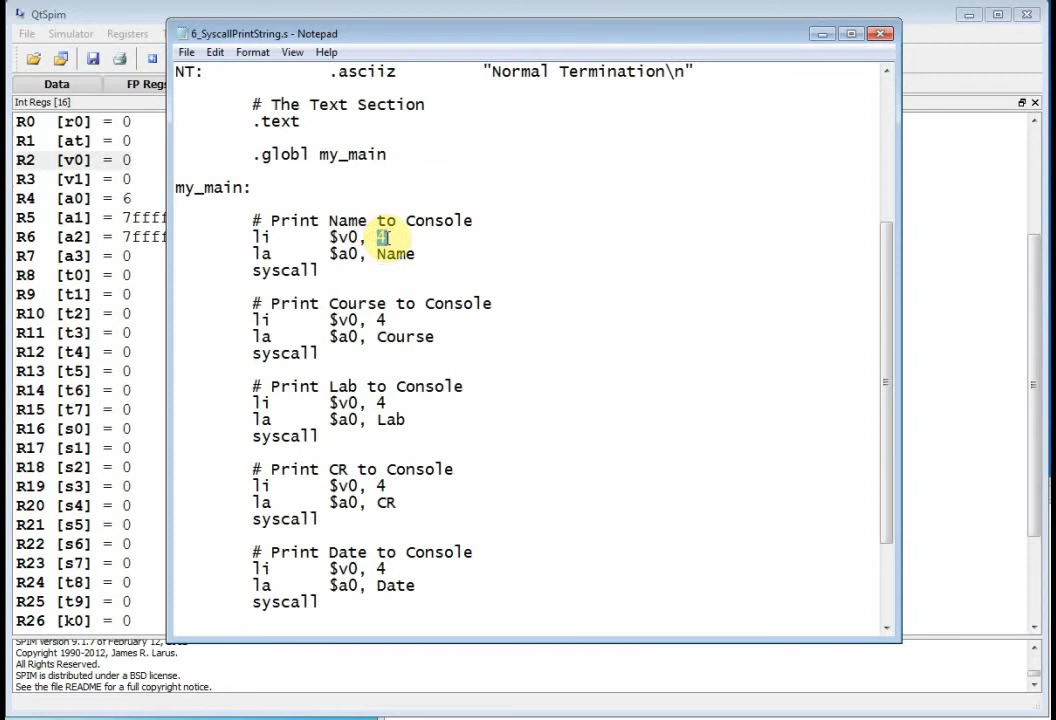 QtSpim
File Simulator Registers
Data FP Regs
Int Regs [16]
R0 [r0] = 0
R1 [at] = 0
R2 [v0] = 0
R3 [v1] = 0
R4 [a0] = 6
R5 [a1] = 7ffff
R6 [a2] = 7ffff
R7 [a3] = 0
R8 [t0] = 0
R9 [t1] = 0
R10 [t2] = 0
R11 [t3] = 0
R12 [t4] = 0
R13 [t5] = 0
R14 [t6] = 0
R15 [t7] = 0
R16 [s0] = 0
R17 [s1] = 0
R18 [s2] = 0
R19 [s3] = 0
R20 [s4] = 0
R21 [s5] = 0
R22 [s6] = 0
R23 [s7] = 0
R24 [t8] = 0
R25 [t9] = 0
R26 [k0] = 0
SPIM Version 9.1.7 of February 12,
Copyright 1990-2012, James R. Larus.
All Rights Reserved.
SPIM is distributed under a BSD license.
See the file README for a full copyright notice.
6_SyscallPrintString.s - Notepad
File Edit Format View Help
NT: .asciiz "Normal Termination\n"
# The Text Section
.text
.globl my_main
my_main:
# Print Name to Console
li $v0, 4
la $a0, Name
syscall
# Print Course to Console
li $v0, 4
la $a0, Course
syscall
# Print Lab to Console
li $v0, 4
la $a0, Lab
syscall
# Print CR to Console
li $v0, 4
la $a0, CR
syscall
# Print Date to Console
li $v0, 4
la $a0, Date
syscall